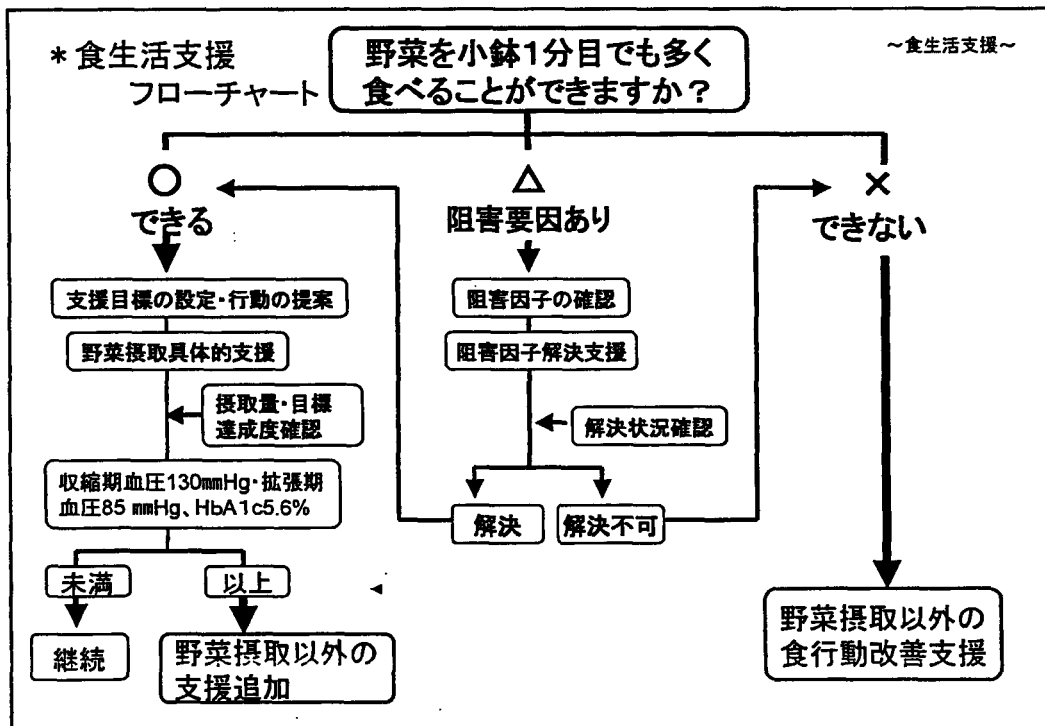 *食生活支援
フローチャート
野菜を小鉢1分目でも多く
食べることができますか?
~食生活支援~
○
できる
△
阻害要因あり
×
できない
支援目標の設定・行動の提案
野菜摂取具体的支援
摂取量・目標
達成度確認
収縮期血圧130mmHg・拡張期
血圧85 mmHg、HbA1c5.6%
未満
以上
継続
野菜摂取以外の
支援追加
阻害因子の確認
阻害因子解決支援
解決状況確認
解決
解決不可
野菜摂取以外の
食行動改善支援